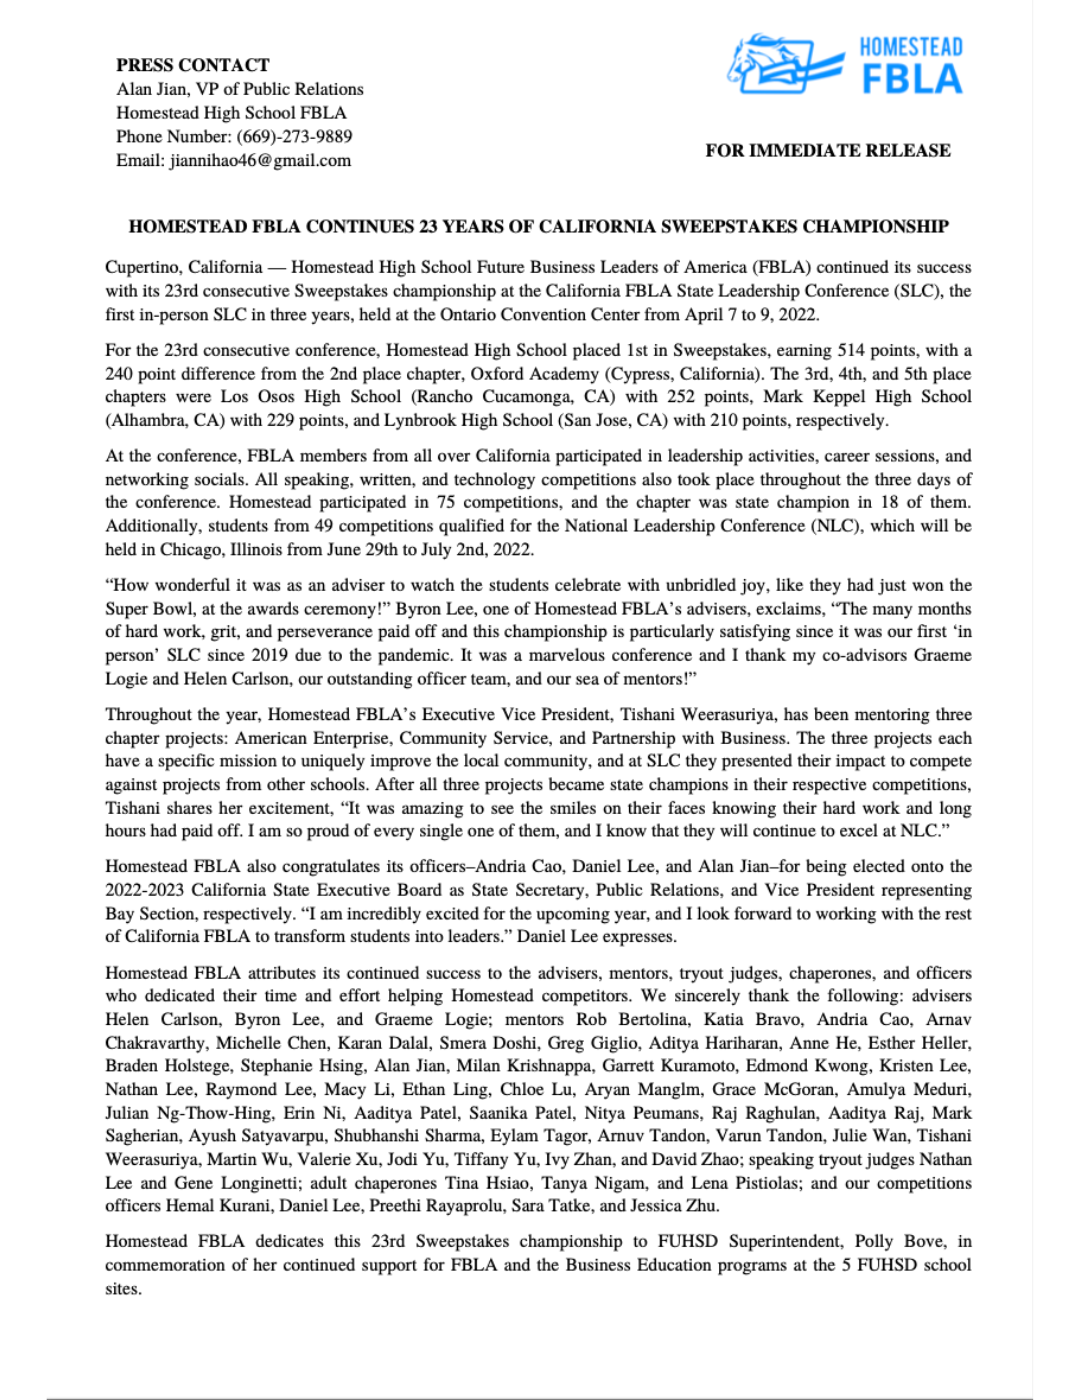 PRESS CONTACT
Alan Jian, VP of Public Relations
Homestead High School FBLA
Phone Number: (669)-273-9889
Email: jiannihao46@gmail.com
HOMESTEAD
FBLA
FOR IMMEDIATE RELEASE
HOMESTEAD FBLA CONTINUES 23 YEARS OF CALIFORNIA SWEEPSTAKES CHAMPIONSHIP
Cupertino, California — Homestead High School Future Business Leaders of America (FBLA) continued its success
with its 23rd consecutive Sweepstakes championship at the California FBLA State Leadership Conference (SLC), the
first in-person SLC in three years, held at the Ontario Convention Center from April 7 to 9, 2022.
For the 23rd consecutive conference, Homestead High School placed 1st in Sweepstakes, earning 514 points, with a
240 point difference from the 2nd place chapter, Oxford Academy (Cypress, California). The 3rd, 4th, and 5th place
chapters were Los Osos High School (Rancho Cucamonga, CA) with 252 points, Mark Keppel High School
(Alhambra, CA) with 229 points, and Lynbrook High School (San Jose, CA) with 210 points, respectively.
At the conference, FBLA members from all over California participated in leadership activities, career sessions, and
networking socials. All speaking, written, and technology competitions also took place throughout the three days of
the conference. Homestead participated in 75 competitions, and the chapter was state champion in 18 of them.
Additionally, students from 49 competitions qualified for the National Leadership Conference (NLC), which will be
held in Chicago, Illinois from June 29th to July 2nd, 2022.
“How wonderful it was as an adviser to watch the students celebrate with unbridled joy, like they had just won the
Super Bowl, at the awards ceremony!” Byron Lee, one of Homestead FBLA’s advisers, exclaims, “The many months
of hard work, grit, and perseverance paid off and this championship is particularly satisfying since it was our first ‘in
person’ SLC since 2019 due to the pandemic. It was a marvelous conference and I thank my co-advisors Graeme
Logie and Helen Carlson, our outstanding officer team, and our sea of mentors!”
Throughout the year, Homestead FBLA’s Executive Vice President, Tishani Weerasuriya, has been mentoring three
chapter projects: American Enterprise, Community Service, and Partnership with Business. The three projects each
have a specific mission to uniquely improve the local community, and at SLC they presented their impact to compete
against projects from other schools. After all three projects became state champions in their respective competitions,
Tishani shares her excitement, “It was amazing to see the smiles on their faces knowing their hard work and long
hours had paid off. I am so proud of every single one of them, and I know that they will continue to excel at NLC.”
Homestead FBLA also congratulates its officers–Andria Cao, Daniel Lee, and Alan Jian–for being elected onto the
2022-2023 California State Executive Board as State Secretary, Public Relations, and Vice President representing
Bay Section, respectively. “I am incredibly excited for the upcoming year, and I look forward to working with the rest
of California FBLA to transform students into leaders.” Daniel Lee expresses.
Homestead FBLA attributes its continued success to the advisers, mentors, tryout judges, chaperones, and officers
who dedicated their time and effort helping Homestead competitors. We sincerely thank the following: advisers
Helen Carlson, Byron Lee, and Graeme Logie; mentors Rob Bertolina, Katia Bravo, Andria Cao, Arnav
Chakravarthy, Michelle Chen, Karan Dalal, Smera Doshi, Greg Giglio, Aditya Hariharan, Anne He, Esther Heller,
Braden Holstege, Stephanie Hsing, Alan Jian, Milan Krishnappa, Garrett Kuramoto, Edmond Kwong, Kristen Lee,
Nathan Lee, Raymond Lee, Macy Li, Ethan Ling, Chloe Lu, Aryan Manglm, Grace McGoran, Amulya Meduri,
Julian Ng-Thow-Hing, Erin Ni, Aaditya Patel, Saanika Patel, Nitya Peumans, Raj Raghulan, Aaditya Raj, Mark
Sagherian, Ayush Satyavarpu, Shubhanshi Sharma, Eylam Tagor, Arnuv Tandon, Varun Tandon, Julie Wan, Tishani
Weerasuriya, Martin Wu, Valerie Xu, Jodi Yu, Tiffany Yu, Ivy Zhan, and David Zhao; speaking tryout judges Nathan
Lee and Gene Longinetti; adult chaperones Tina Hsiao, Tanya Nigam, and Lena Pistiolas; and our competitions
officers Hemal Kurani, Daniel Lee, Preethi Rayaprolu, Sara Tatke, and Jessica Zhu.
Homestead FBLA dedicates this 23rd Sweepstakes championship to FUHSD Superintendent, Polly Bove, in
commemoration of her continued support for FBLA and the Business Education programs at the 5 FUHSD school
sites.